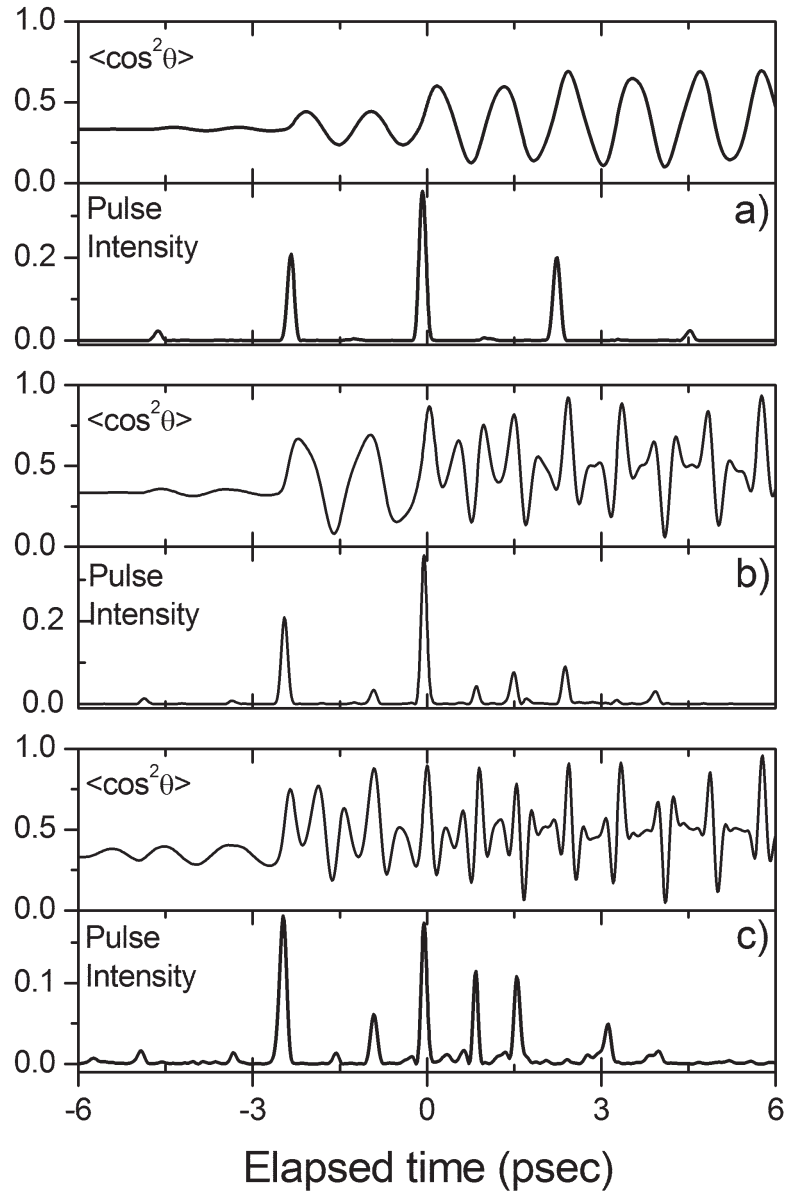 1.0
<cos²θ>
0.5
0.0
Pulse
Intensity
a)
0.2
0.0
1.0
<cos²θ>
0.5
0.0
Pulse
Intensity
b)
0.2
0.0
1.0
<cos²θ>
0.5
0.0
Pulse
Intensity
c)
0.1
0.0
-6 -3 0 3 6
Elapsed time (psec)